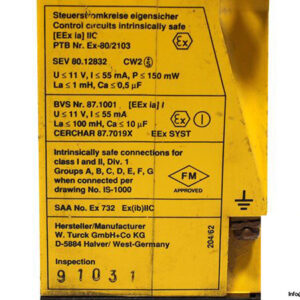 Steuerstromkreise eigensicher
Control circuits intrinsically safe
[EEx ia] IIC
PTB Nr. Ex-80/2103
SEV 80.12832 CW2
U ≤ 11 V, I ≤ 55 mA, P ≤ 150 mW
La ≤ 1 mH, Ca ≤ 0,5 µF
BVS Nr. 87.1001 [EEx ia] I
U ≤ 11 V, I ≤ 55 mA
La ≤ 100 mH, Ca ≤ 10 µF
CERCHAR 87.7019X EEx SYST
Intrinsically safe connections for
class I and II, Div. 1
Groups A, B, C, D, E, F, G
when connected per
drawing No. IS-1000
FM
APPROVED
SAA No. Ex 732 Ex(ib)IIC
Hersteller/Manufacturer
W. Turck GmbH+Co KG
D-5884 Halver/ West-Germany
204/62
Inspection
91031